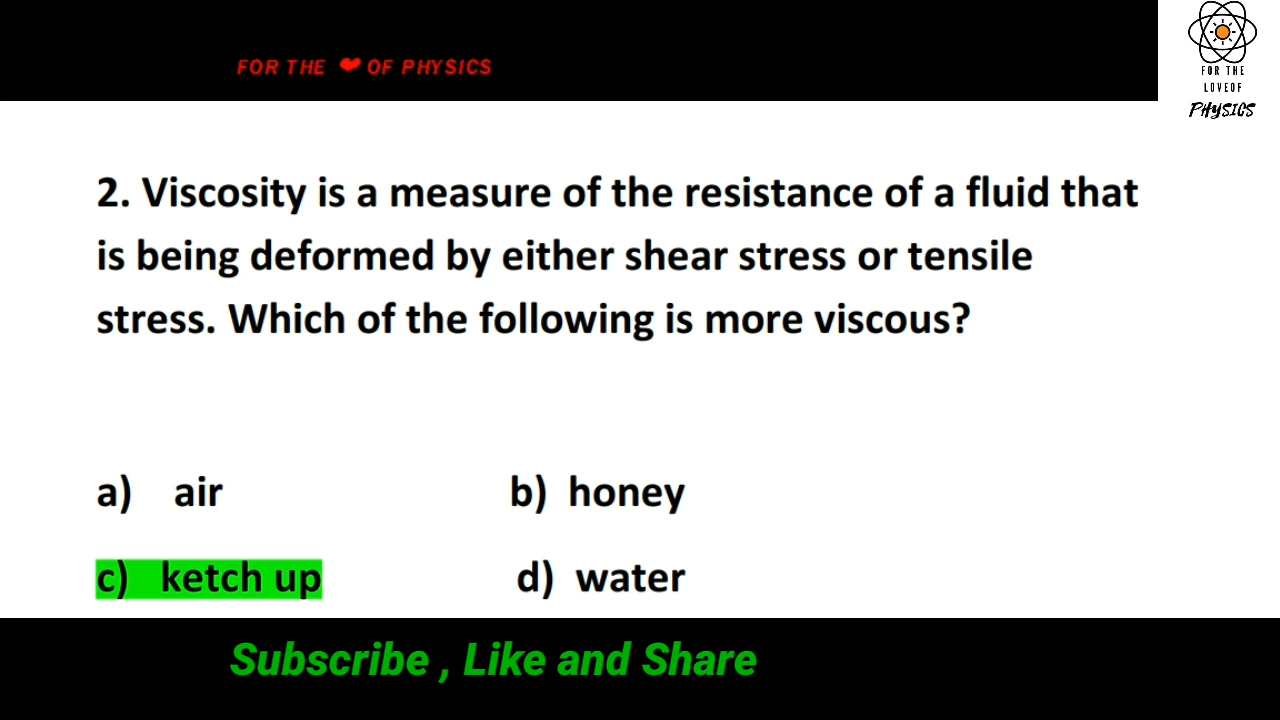 FOR THE ❤ OF PHYSICS
FOR THE
LOVEOF
PHYSICS
2. Viscosity is a measure of the resistance of a fluid that
is being deformed by either shear stress or tensile
stress. Which of the following is more viscous?
a) air b) honey
c) ketch up d) water
Subscribe , Like and Share